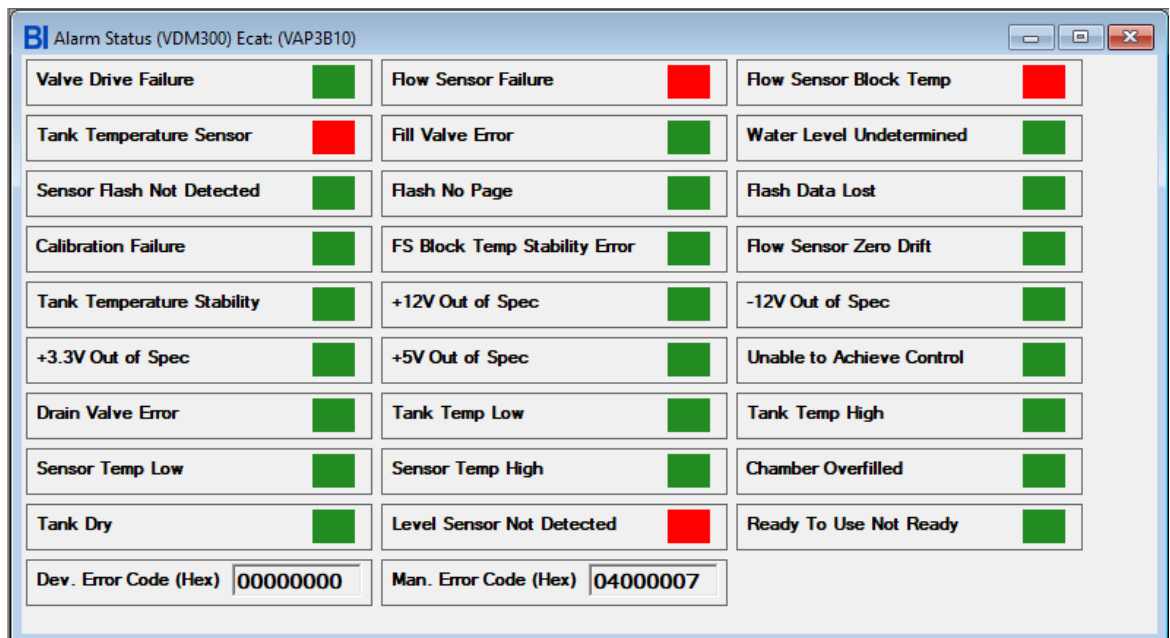 BI Alarm Status (VDM300) Ecat: (VAP3B10)
Valve Drive Failure Flow Sensor Failure Flow Sensor Block Temp
Tank Temperature Sensor Fill Valve Error Water Level Undetermined
Sensor Flash Not Detected Flash No Page Flash Data Lost
Calibration Failure FS Block Temp Stability Error Flow Sensor Zero Drift
Tank Temperature Stability +12V Out of Spec -12V Out of Spec
+3.3V Out of Spec +5V Out of Spec Unable to Achieve Control
Drain Valve Error Tank Temp Low Tank Temp High
Sensor Temp Low Sensor Temp High Chamber Overfilled
Tank Dry Level Sensor Not Detected Ready To Use Not Ready
Dev. Error Code (Hex) 00000000 Man. Error Code (Hex) 04000007